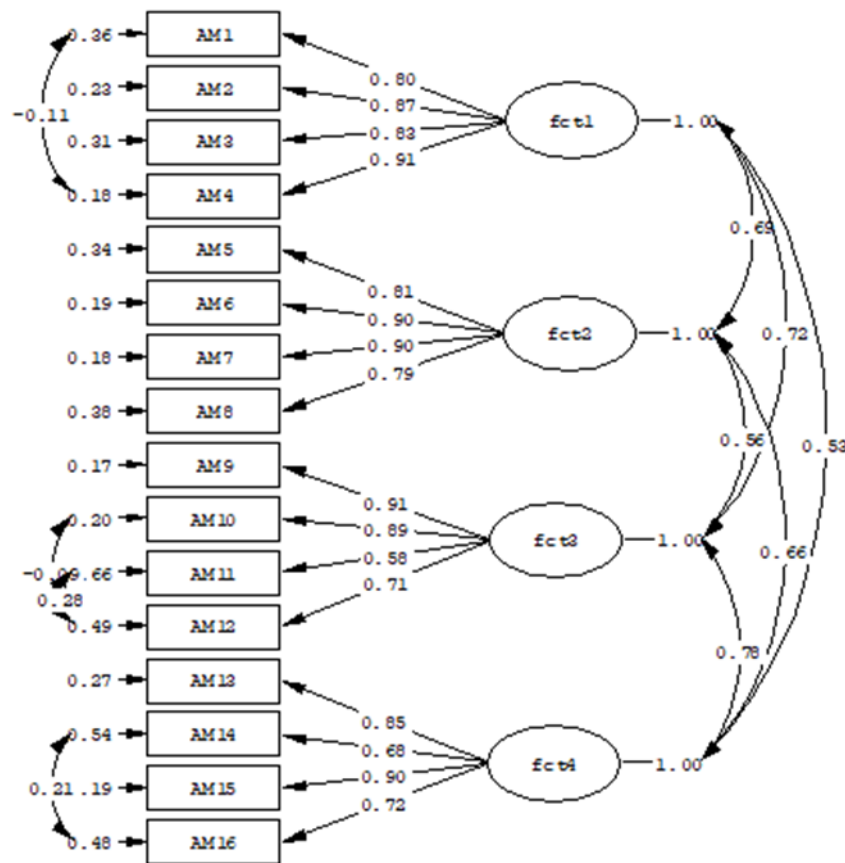 0.36 AM1
0.80
0.23 AM2
0.87
-0.11
fct1 1.00
0.31 AM3
0.83
0.91
0.18 AM4
0.69
0.34 AM5
0.81
0.19 AM6
0.90
fct2 1.00 0.72
0.18 AM7
0.90
0.79
0.38 AM8
0.56 0.53
0.17 AM9
0.91
0.20 AM10
0.89
fct3 1.00 0.66
AM11
0.58
0.28
0.71
0.49 AM12
0.78
0.27 AM13
0.85
0.54 AM14
0.68
fct4 1.00
0.21 .19 AM15
0.90
0.72
0.48 AM16